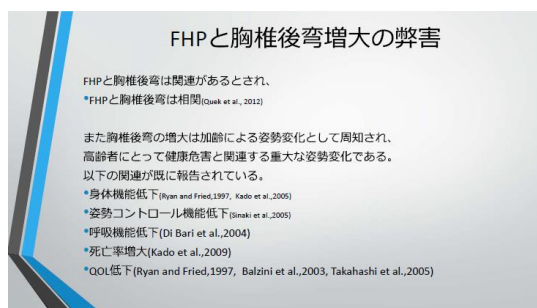 FHPと胸椎後弯増大の弊害
FHPと胸椎後弯は関連があるとされ、
•FHPと胸椎後弯は相関(Quek et al., 2012)
また胸椎後弯の増大は加齢による姿勢変化として周知され、
高齢者にとって健康危害と関連する重大な姿勢変化である。
以下の関連が既に報告されている。
•身体機能低下(Ryan and Fried,1997, Kado et al.,2005)
•姿勢コントロール機能低下(Sinaki et al.,2005)
•呼吸機能低下(Di Bari et al.,2004)
•死亡率増大(Kado et al.,2009)
•QOL低下(Ryan and Fried,1997, Balzini et al.,2003, Takahashi et al.,2005)